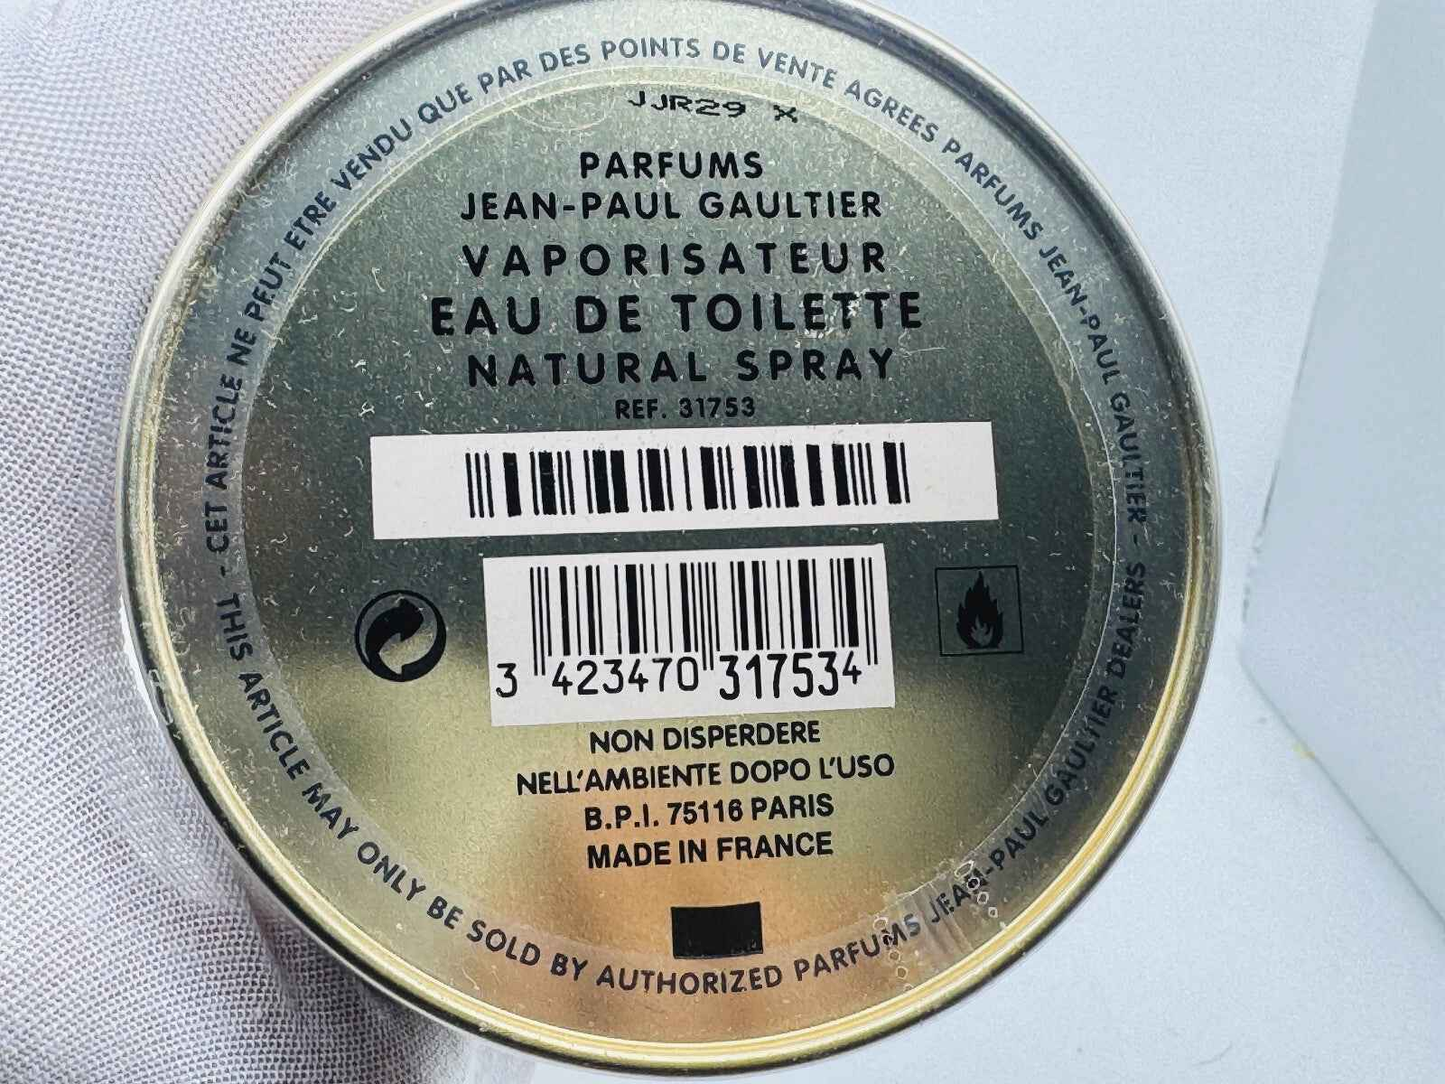 CET ARTICLE NE PEUT ETRE VENDU QUE PAR DES POINTS DE VENTE AGREES PARFUMS JEAN-PAUL GAULTIER -
JJR29 X
PARFUMS
JEAN-PAUL GAULTIER
VAPORISATEUR
EAU DE TOILETTE
NATURAL SPRAY
REF. 31753
3 423470 317534
NON DISPERDERE
NELL'AMBIENTE DOPO L'USO
B.P.I. 75116 PARIS
MADE IN FRANCE
THIS ARTICLE MAY ONLY BE SOLD BY AUTHORIZED PARFUMS JEAN-PAUL GAULTIER DEALERS -